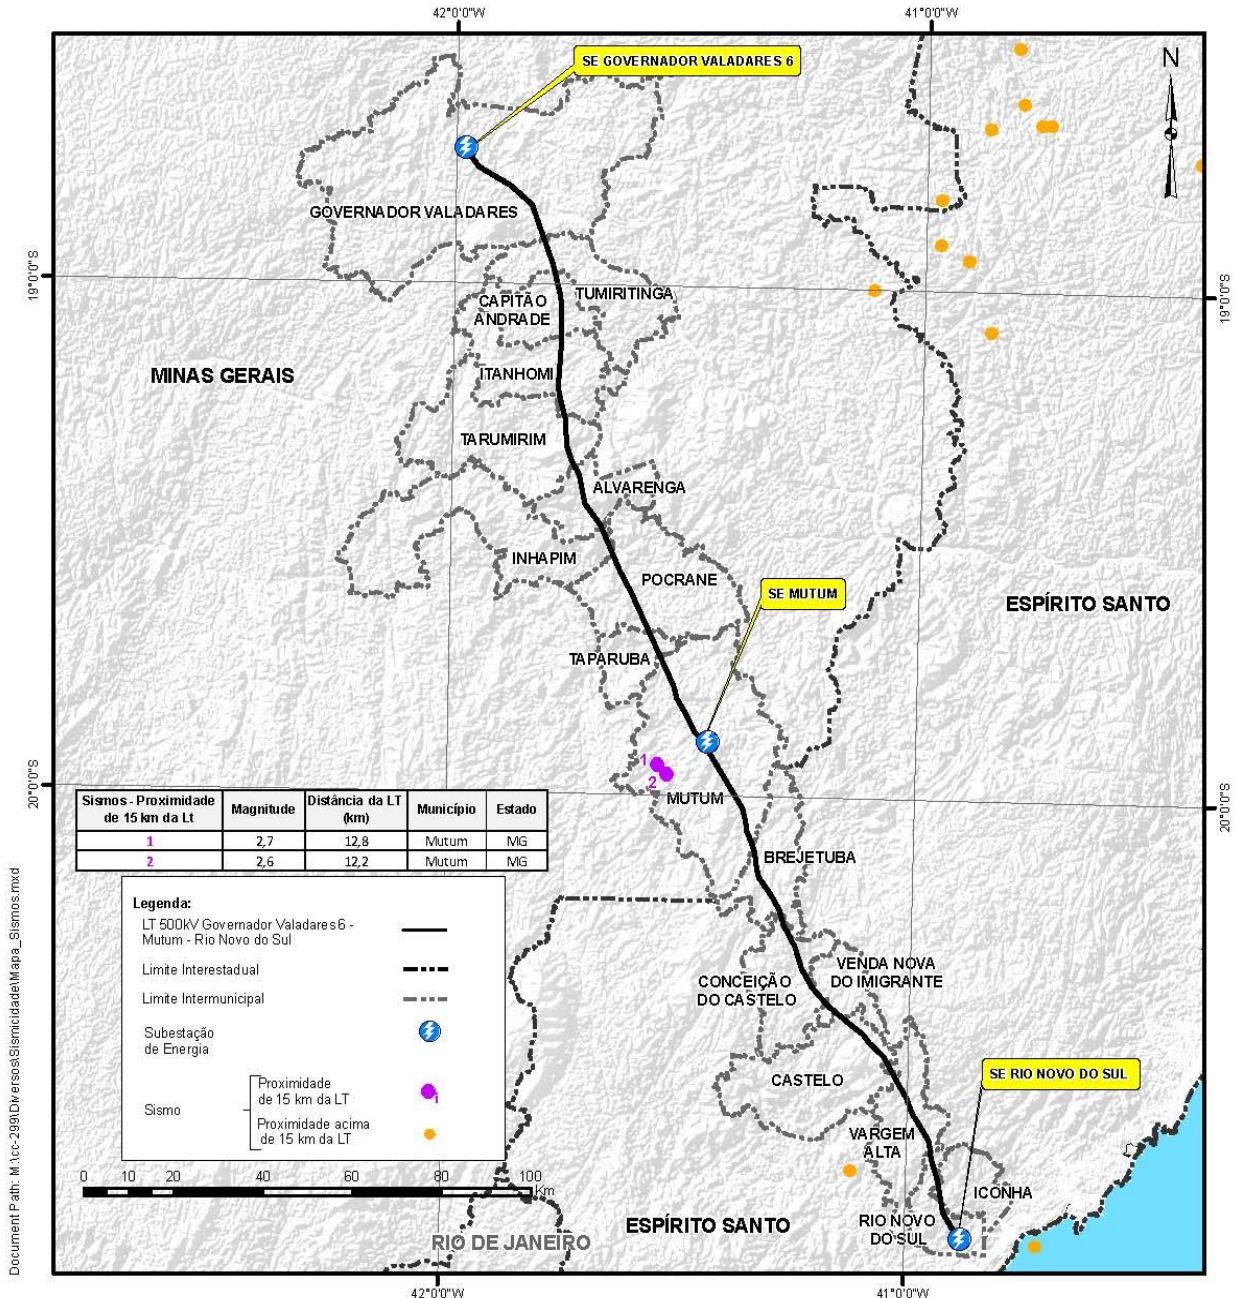 42°0'0"W
41°0'0"W
SE GOVERNADOR VALADARES 6
N
GOVERNADOR VALADARES
19°0'0"S
19°0'0"S
CAPITÃO
ANDRADE
TUMIRITINGA
MINAS GERAIS
ITANHOMI
TARUMIRIM
ALVARENGA
INHAPIM
POCRANE
SE MUTUM
ESPÍRITO SANTO
TAPARUBA
1
2
MUTUM
20°0'0"S
20°0'0"S
Sismos - Proximidade
de 15 km da Lt
Magnitude
Distância da LT
(km)
Município
Estado
1 2,7 12,8 Mutum MG
2 2,6 12,2 Mutum MG
BREJETUBA
Legenda:
LT 500kV Governador Valadares 6 -
Mutum - Rio Novo do Sul
Limite Interestadual
Limite Intermunicipal
Subestação
de Energia
Sismo
Proximidade
de 15 km da LT
i
Proximidade acima
de 15 km da LT
CONCEIÇÃO
DO CASTELO
VENDA NOVA
DO IMIGRANTE
CASTELO
SE RIO NOVO DO SUL
VARGEM
ALTA
ICONHA
0 10 20 40 60 80 100
Km
ESPÍRITO SANTO
RIO NOVO
DO SUL
RIO DE JANEIRO
42°0'0"W
41°0'0"W
Document Path: M:\cc-299\Diversos\Sismicidade\Mapa_Sismos.mxd